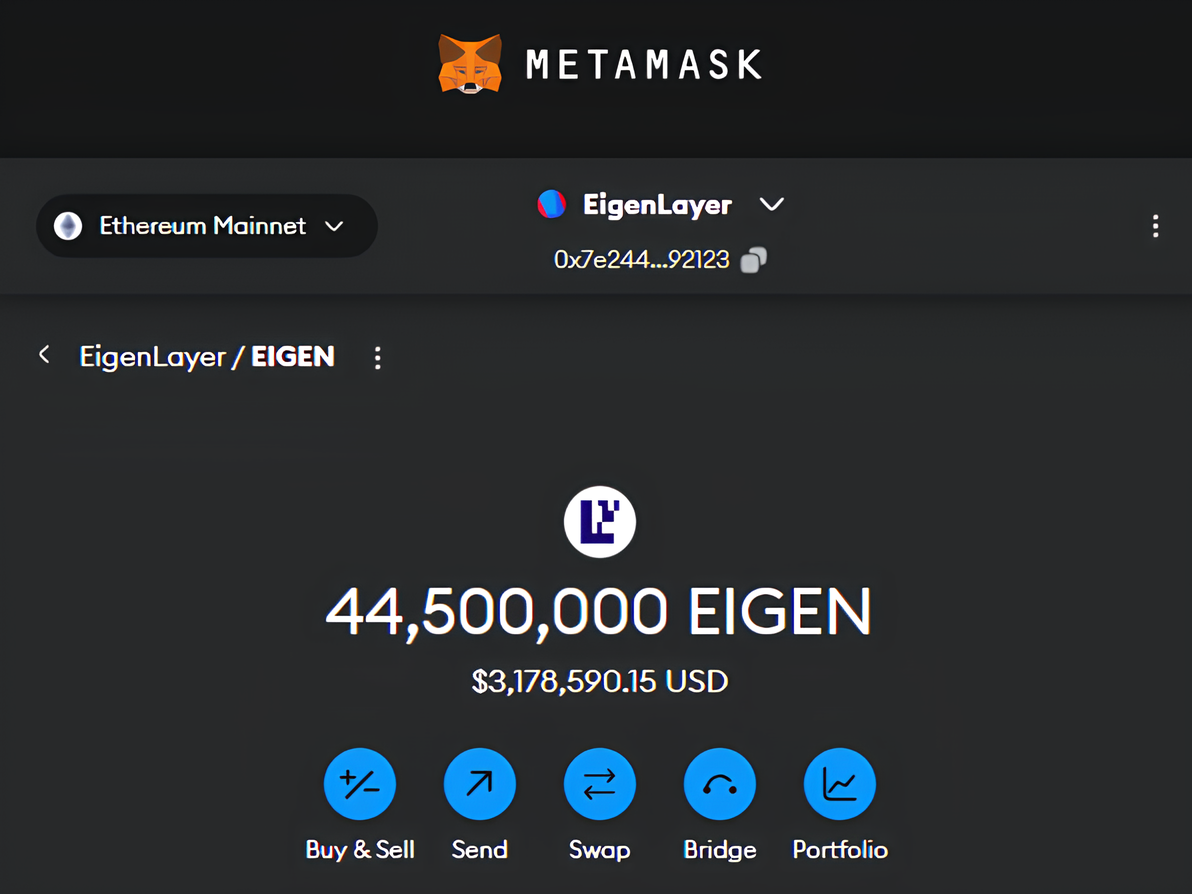 METAMASK
Ethereum Mainnet
EigenLayer
0x7e244...92123
EigenLayer / EIGEN
44,500,000 EIGEN
$3,178,590.15 USD
Buy & Sell Send Swap Bridge Portfolio